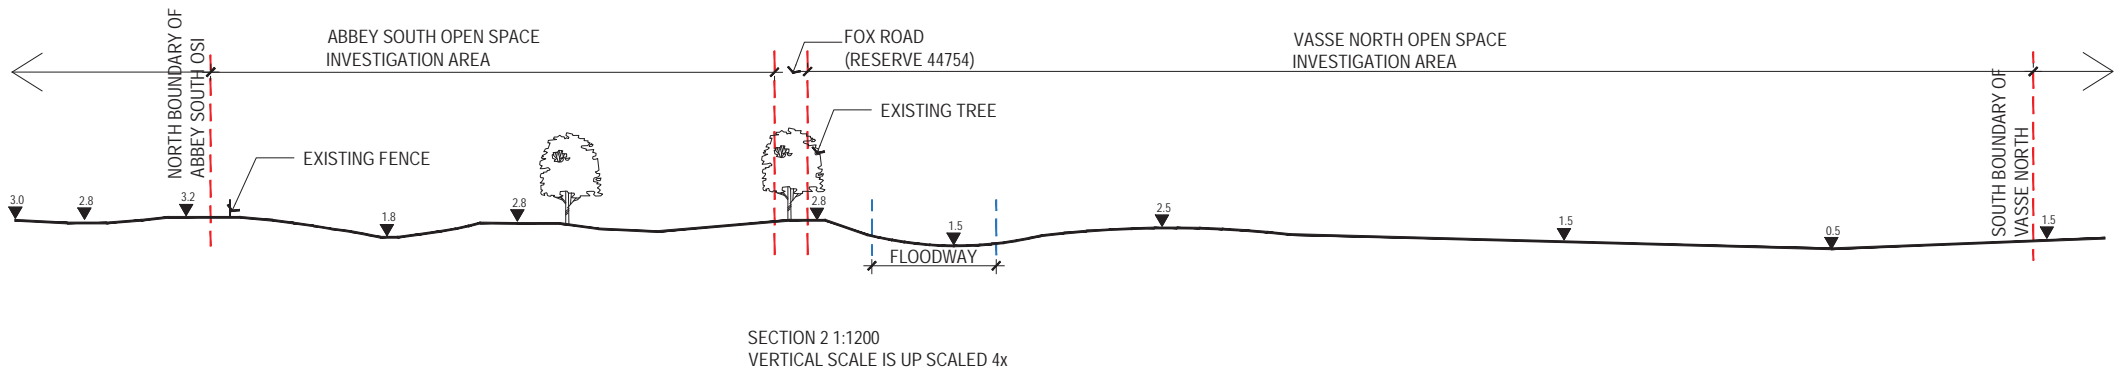 ABBEY SOUTH OPEN SPACE
INVESTIGATION AREA
FOX ROAD
(RESERVE 44754)
VASSE NORTH OPEN SPACE
INVESTIGATION AREA
NORTH BOUNDARY OF
ABBEY SOUTH OSI
EXISTING FENCE
EXISTING TREE
SOUTH BOUNDARY OF
VASSE NORTH
3.0
2.8
3.2
1.8
2.8
2.8
1.5
2.5
1.5
0.5
1.5
FLOODWAY
SECTION 2 1:1200
VERTICAL SCALE IS UP SCALED 4x